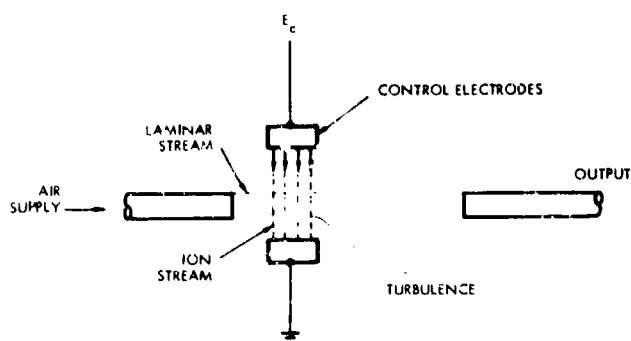 E_c
CONTROL ELECTRODES
LAMINAR
STREAM
AIR
SUPPLY
OUTPUT
ION
STREAM
TURBULENCE